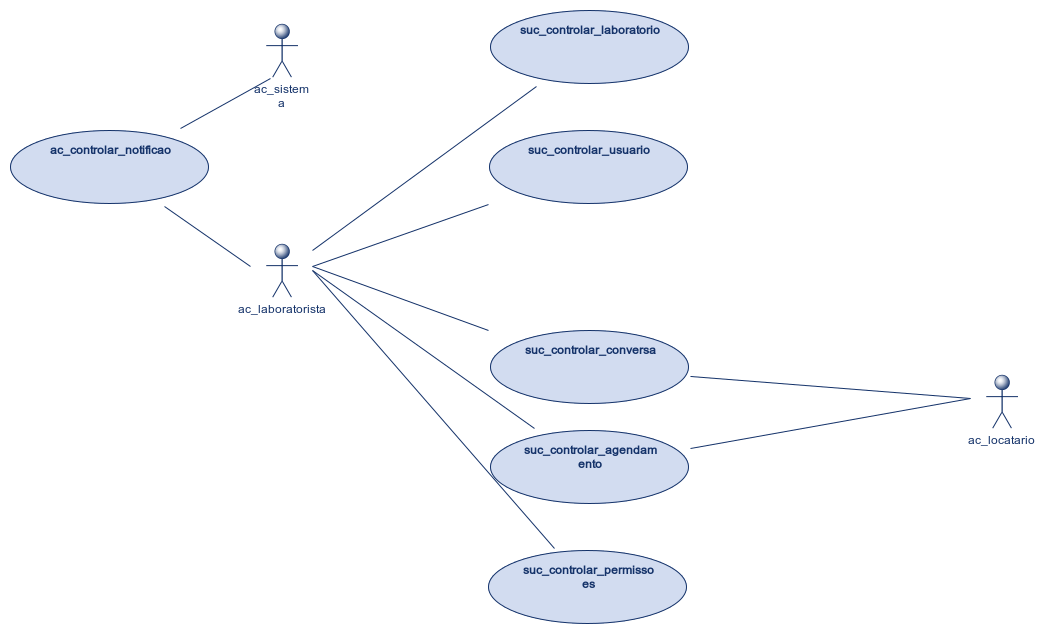 suc_controlar_laboratorio
ac_sistem
a
ac_controlar_notificao
suc_controlar_usuario
ac_laboratorista
suc_controlar_conversa
ac_locatario
suc_controlar_agendam
ento
suc_controlar_permisso
es